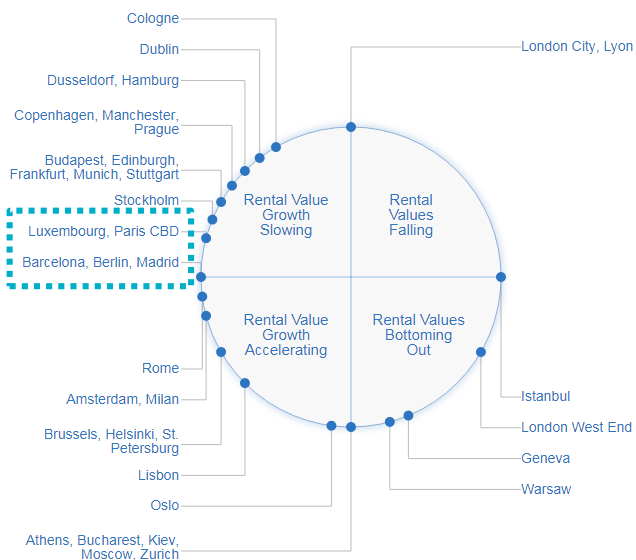 Cologne
Dublin
Dusseldorf, Hamburg
Copenhagen, Manchester,
Prague
Budapest, Edinburgh,
Frankfurt, Munich, Stuttgart
Stockholm
Luxembourg, Paris CBD
Barcelona, Berlin, Madrid
Rome
Amsterdam, Milan
Brussels, Helsinki, St.
Petersburg
Lisbon
Oslo
Athens, Bucharest, Kiev,
Moscow, Zurich
Rental Value
Growth
Slowing
Rental
Values
Falling
Rental Value
Growth
Accelerating
Rental Values
Bottoming
Out
London City, Lyon
Istanbul
London West End
Geneva
Warsaw